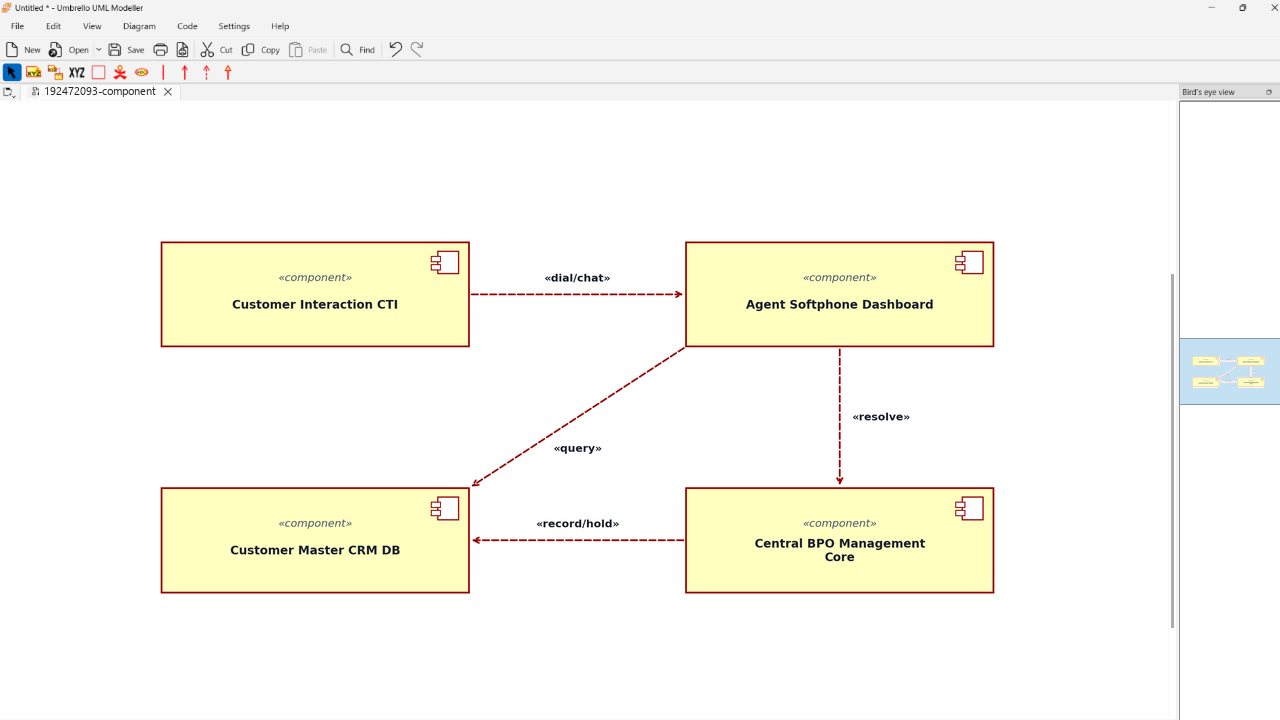 Untitled * - Umbrello UML Modeller
File Edit View Diagram Code Settings Help
New Open Save Cut Copy Paste Find
XYZ
192472093-component
Bird's eye view
«component»
Customer Interaction CTI
«dial/chat»
«component»
Agent Softphone Dashboard
«resolve»
«query»
«component»
Customer Master CRM DB
«record/hold»
«component»
Central BPO Management
Core